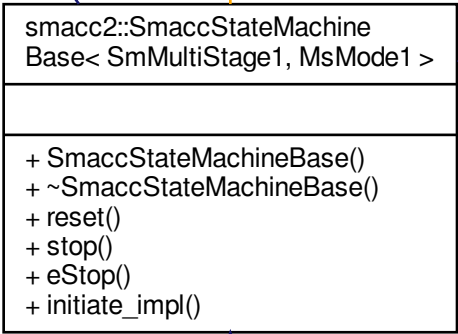 smacc2::SmaccStateMachine
Base< SmMultiStage1, MsMode1 >
+ SmaccStateMachineBase()
+ ~SmaccStateMachineBase()
+ reset()
+ stop()
+ eStop()
+ initiate_impl()